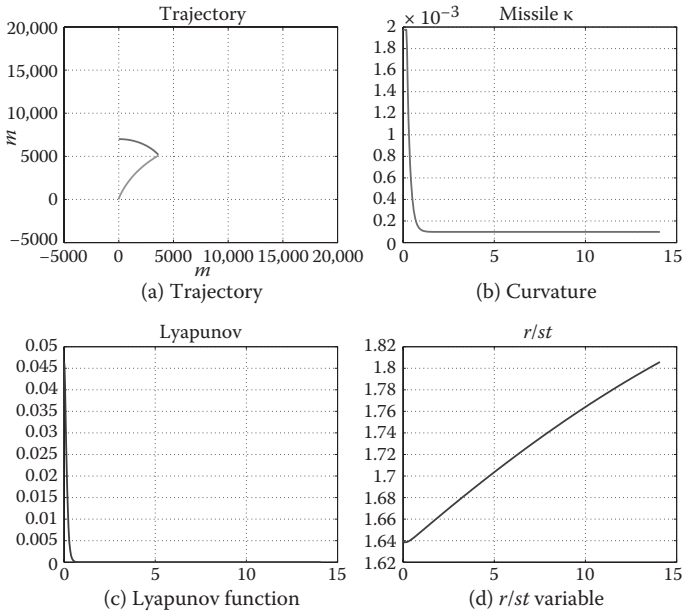 Trajectory
20,000
15,000
10,000
5000
0
−5000
m
−5000 0 5000 10,000 15,000 20,000
m
(a) Trajectory
Missile κ
2 × 10−3
1.8
1.6
1.4
1.2
1
0.8
0.6
0.4
0.2
0
0 5 10 15
(b) Curvature
Lyapunov
0.05
0.045
0.04
0.035
0.03
0.025
0.02
0.015
0.01
0.005
0
0 5 10 15
(c) Lyapunov function
r/st
1.82
1.8
1.76
1.74
1.72
1.7
1.68
1.66
1.64
1.62
0 5 10 15
(d) r/st variable